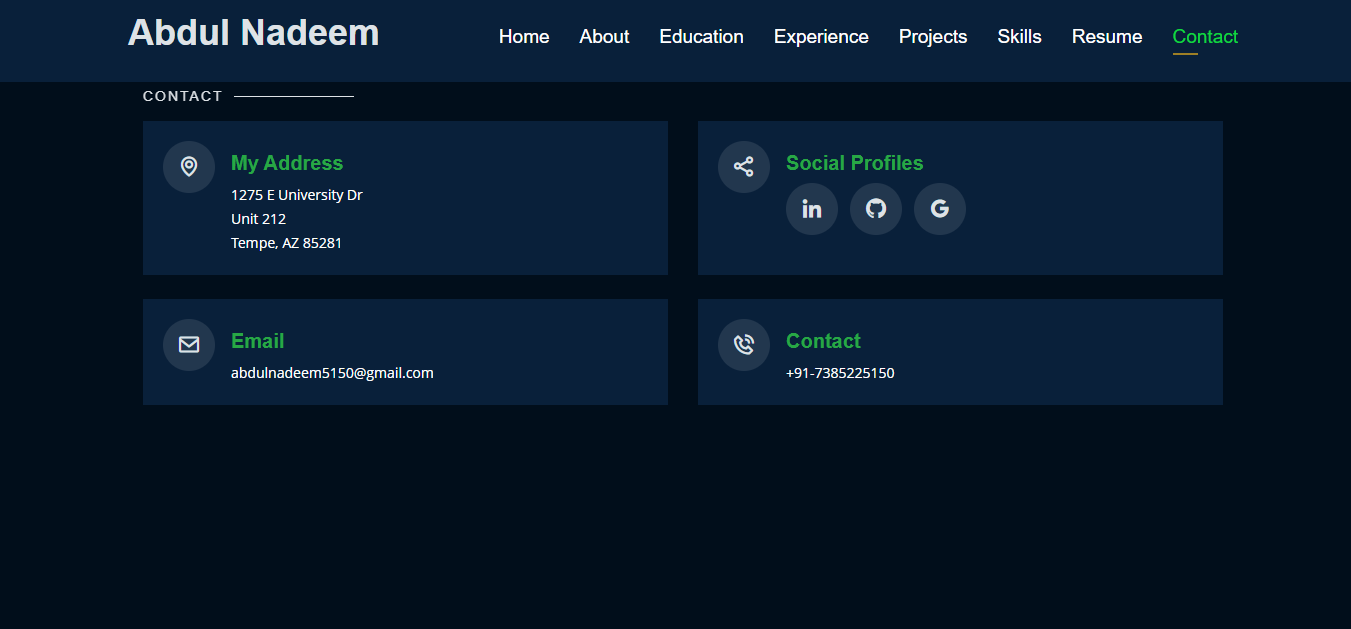 Abdul Nadeem
Home About Education Experience Projects Skills Resume Contact
CONTACT
My Address
1275 E University Dr
Unit 212
Tempe, AZ 85281
Social Profiles
Email
abdulnadeem5150@gmail.com
Contact
+91-7385225150